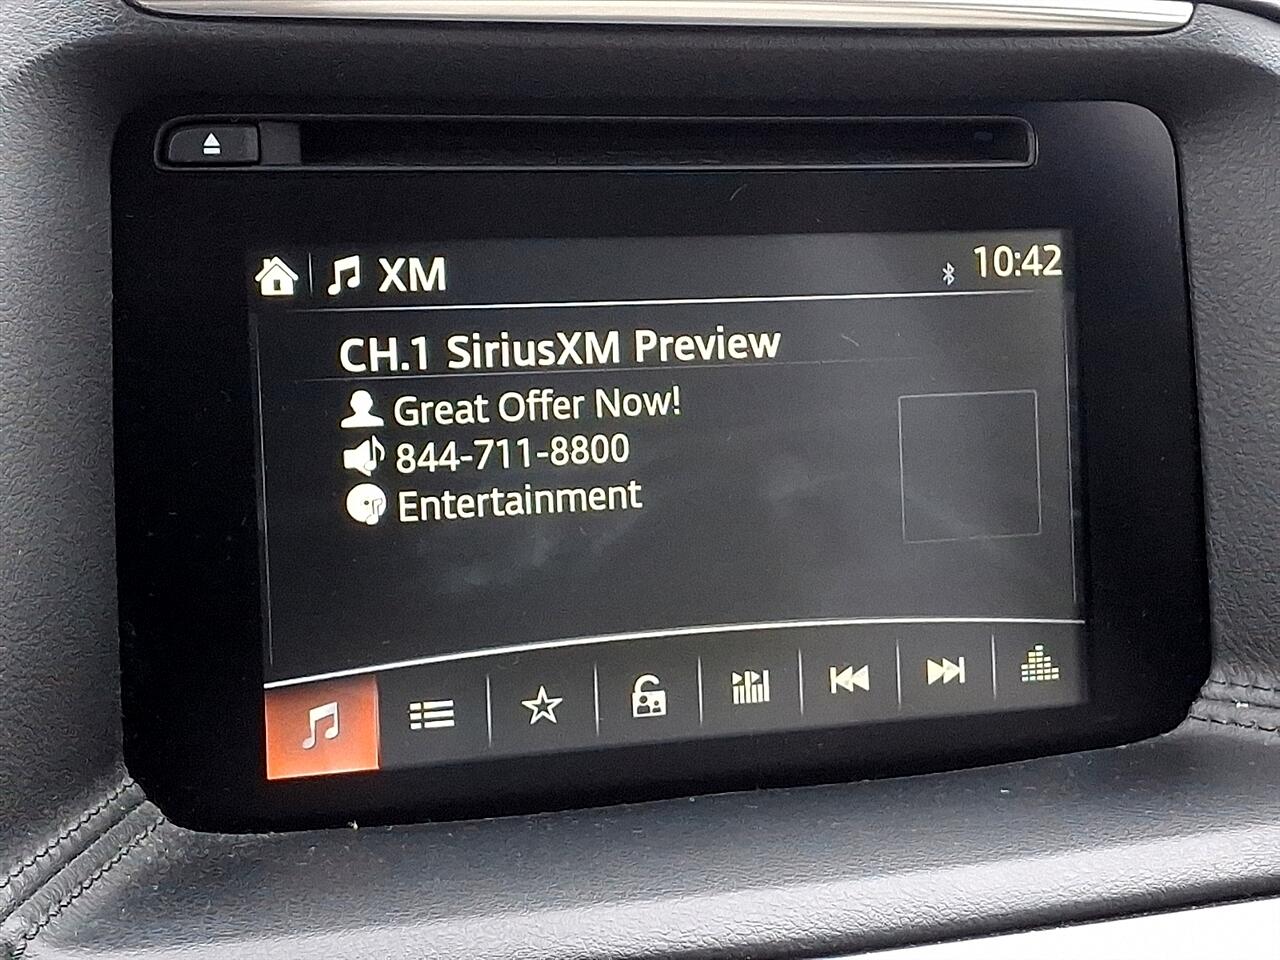 XM
10:42
CH.1 SiriusXM Preview
Great Offer Now!
844-711-8800
Entertainment